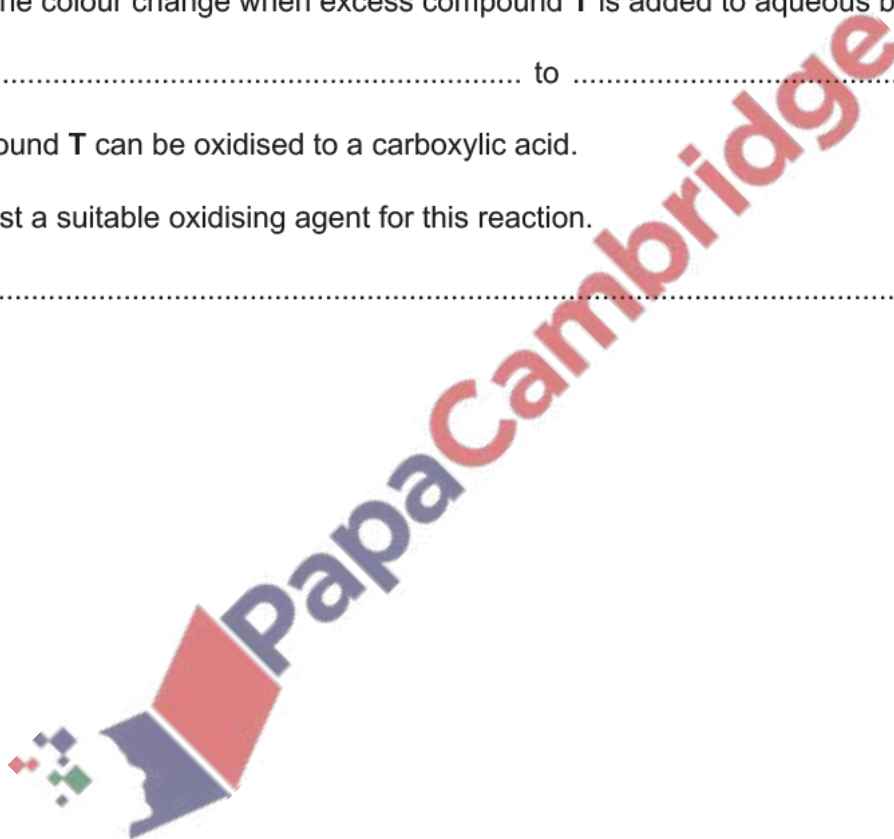 he colour change when excess compound T is added to aqueous b
........................................................................ to ............................................
ound T can be oxidised to a carboxylic acid.
st a suitable oxidising agent for this reaction.
....................................................................................................................
PapaCambridge